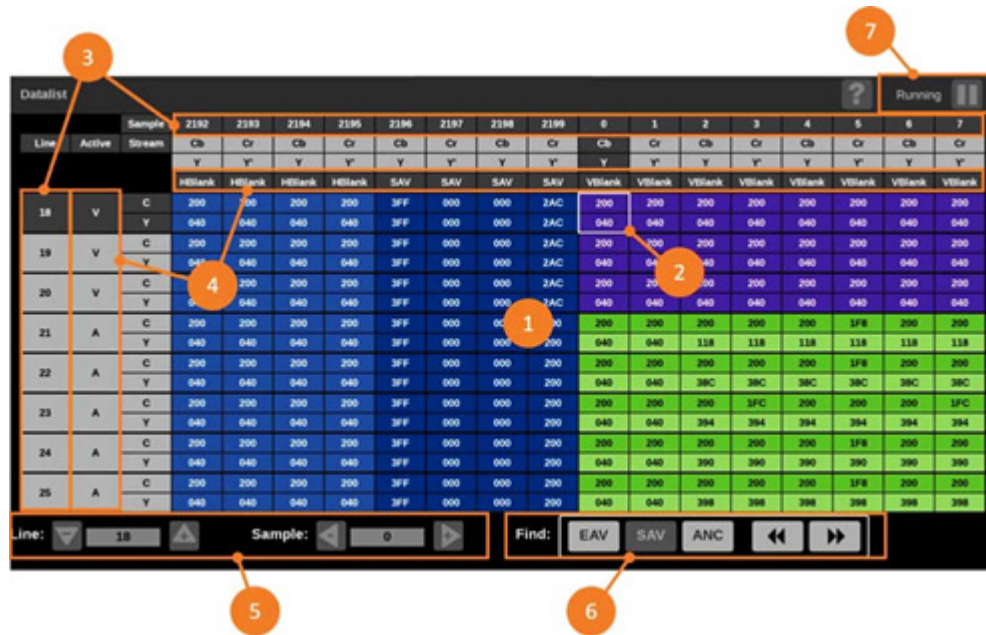 7
3
Datalist ? Running
Sample 2192 2193 2194 2195 2196 2197 2198 2199 0 1 2 3 4 5 6 7
Line Active Stream Cb Cr Cb Cr Cb Cr Cb Cr Cb Cr Cb Cr Cb Cr Cb Cr
Y Y' Y Y' Y Y' Y Y' Y Y' Y Y' Y Y' Y Y'
HBlank HBlank HBlank HBlank SAV SAV SAV SAV VBlank VBlank VBlank VBlank VBlank VBlank VBlank VBlank
18 V C 200 200 200 200 3FF 000 000 2AC 200 200 200 200 200 200 200 200
Y 040 040 040 040 3FF 000 000 2AC 040 040 040 040 040 040 040 040
19 V C 200 200 200 200 3FF 000 000 2AC 200 200 200 200 200 200 200 200
Y 040 040 040 3FF 000 000 2AC 040 040 040 040 040 040 040
4 2
20 V C 200 200 200 200 3FF 000 000 2AC 200 200 200 200 200 200 200
Y 040 040 040 040 3FF 000 000 2AC 040 040 040 040 040 040 040 040
21 A C 200 200 200 200 3FF 000 1 200 200 200 200 200 1F8 200 200
Y 040 040 040 040 3FF 000 000 200 040 040 118 118 118 118 118 118
22 A C 200 200 200 200 3FF 000 000 200 200 200 200 200 200 1F8 200 200
Y 040 040 040 040 3FF 000 000 200 040 040 38C 38C 38C 38C 38C 38C
23 A C 200 200 200 200 3FF 000 000 200 200 200 200 1FC 200 200 200 1FC
Y 040 040 040 040 3FF 000 000 200 040 040 394 394 394 394 394 394
24 A C 200 200 200 200 3FF 000 000 200 200 200 200 200 200 1F8 200 200
Y 040 040 040 040 3FF 000 000 200 040 040 390 390 390 390 390 390
25 A C 200 200 200 200 3FF 000 000 200 200 200 200 200 200 1F8 200 200
Y 040 040 040 040 3FF 000 000 200 040 040 398 398 398 398 398 398
Line: 18 Sample: 0 Find: EAV SAV ANC
5 6